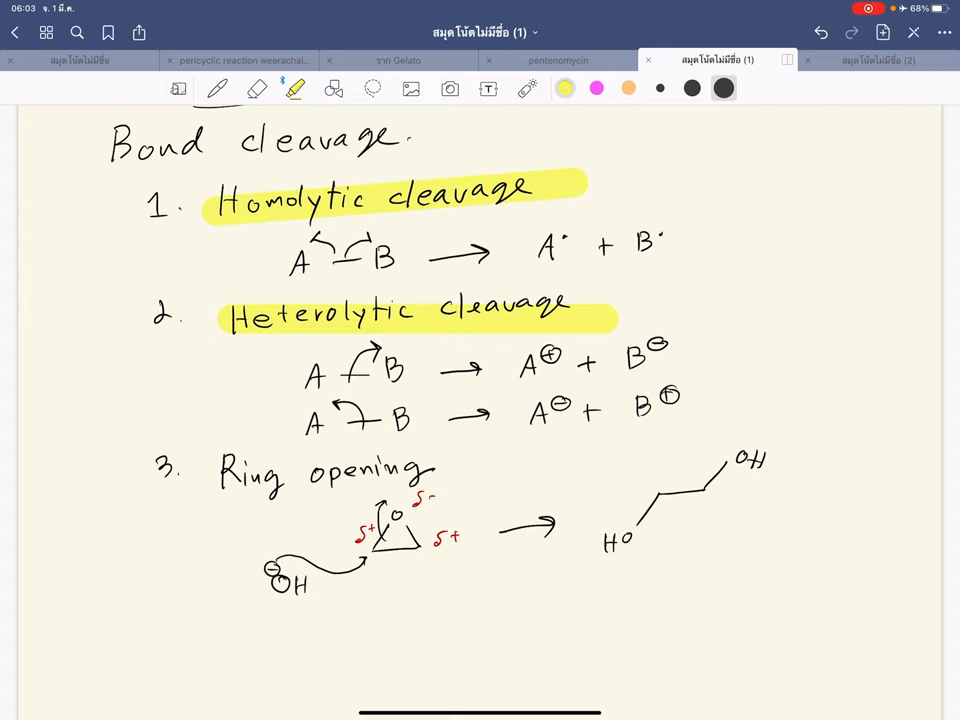 06:03 จ. 1 มี.ค.
68%
สมุดโน้ตไม่มีชื่อ (1)
สมุดโน้ตไม่มีชื่อ
pericyclic reaction weerachai...
ราก Gelato
pentenomycin
สมุดโน้ตไม่มีชื่อ (1)
สมุดโน้ตไม่มีชื่อ (2)
Bond cleavage.
1. Homolytic cleavage
A — B → A· + B·
2. Heterolytic cleavage
A — B → A⊕ + B⊖
A — B → A⊖ + B⊕
3. Ring opening
OH
δ-
O
δ+ δ+ →
HO
⊖
OH